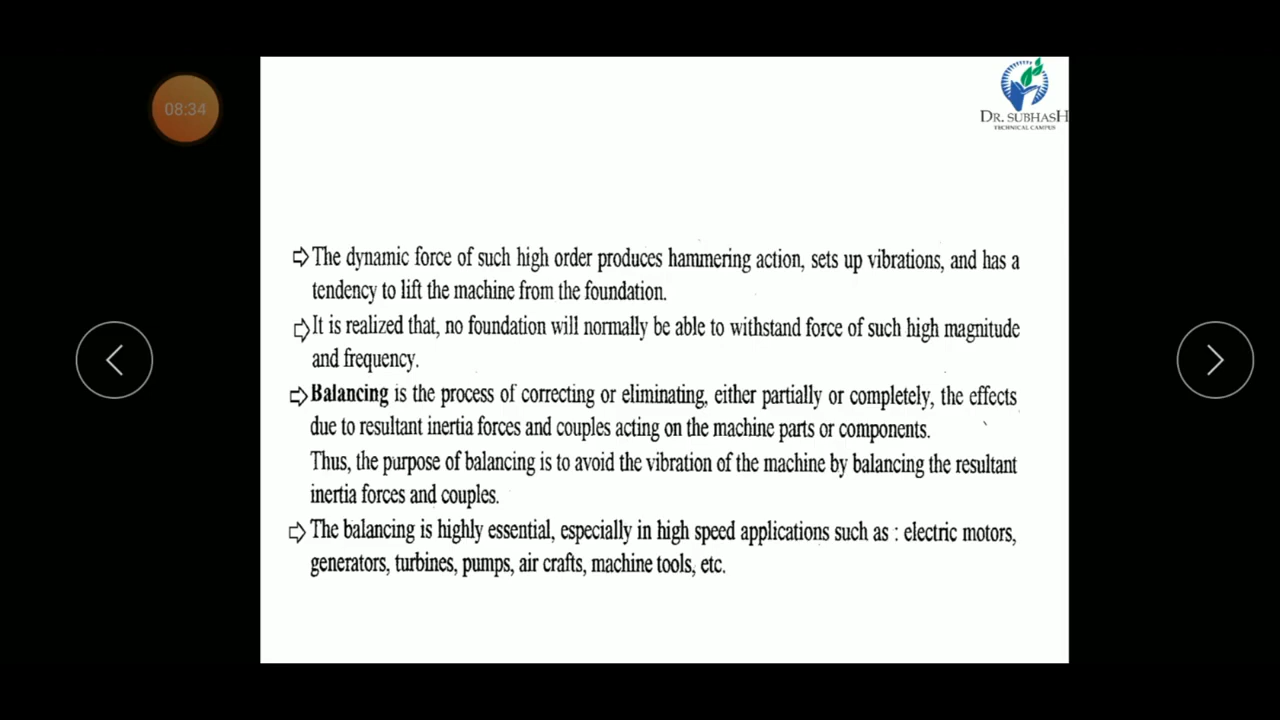 08:34
DR. SUBHASH
TECHNICAL CAMPUS
⇨ The dynamic force of such high order produces hammering action, sets up vibrations, and has a
tendency to lift the machine from the foundation.
⇨ It is realized that, no foundation will normally be able to withstand force of such high magnitude
and frequency.
⇨ Balancing is the process of correcting or eliminating, either partially or completely, the effects
due to resultant inertia forces and couples acting on the machine parts or components.
Thus, the purpose of balancing is to avoid the vibration of the machine by balancing the resultant
inertia forces and couples.
⇨ The balancing is highly essential, especially in high speed applications such as : electric motors,
generators, turbines, pumps, air crafts, machine tools, etc.